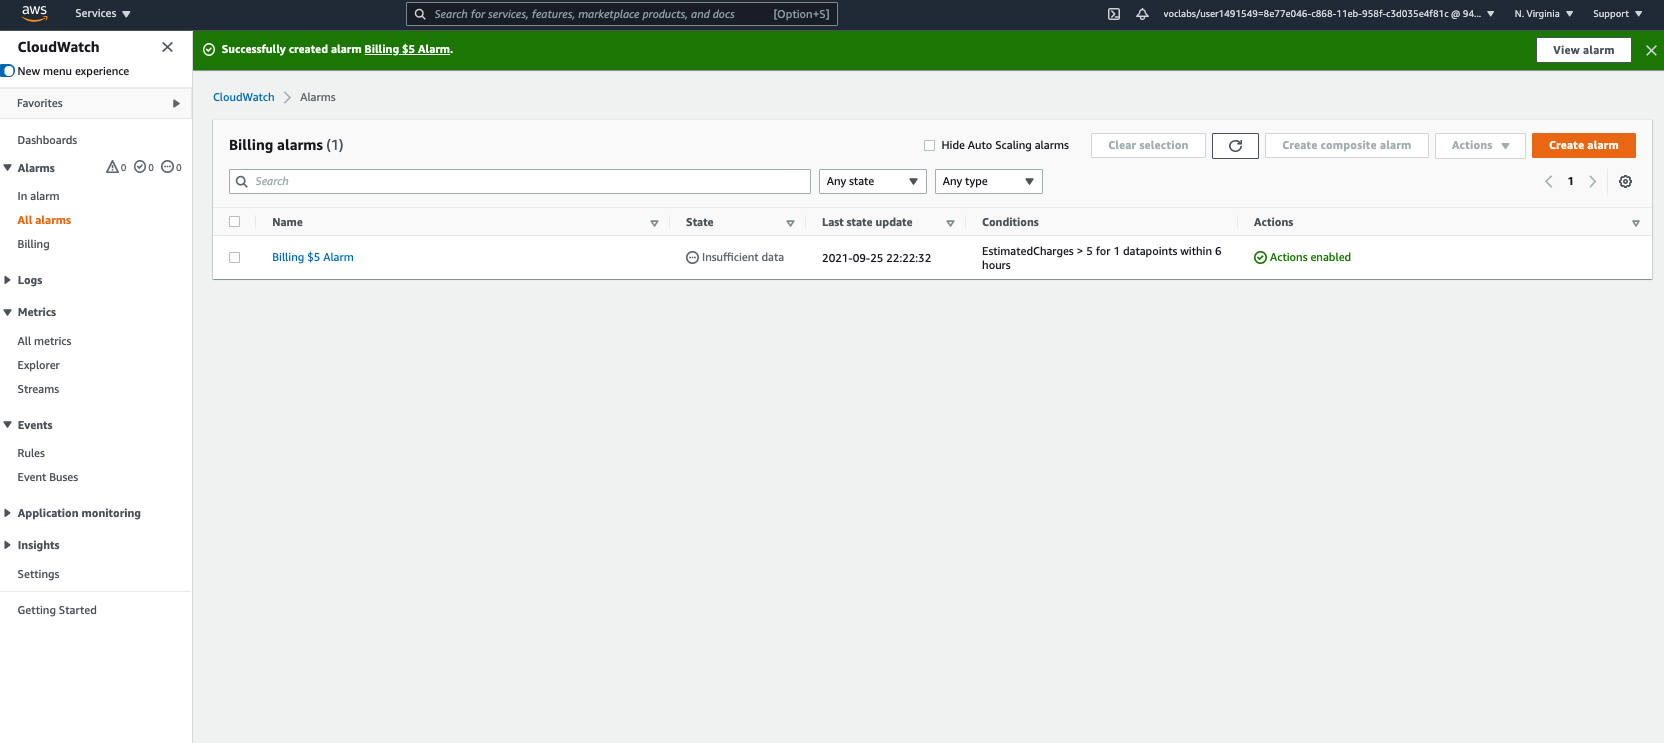 aws
Services
Search for services, features, marketplace products, and docs [Option+S]
voclabs/user1491549=8e77e046-c868-11eb-958f-c3d035e4f81c @ 94...
N. Virginia
Support
CloudWatch
New menu experience
Favorites
Dashboards
Alarms 0 0 0
In alarm
All alarms
Billing
Logs
Metrics
All metrics
Explorer
Streams
Events
Rules
Event Buses
Application monitoring
Insights
Settings
Getting Started
Successfully created alarm Billing $5 Alarm.
View alarm
CloudWatch Alarms
Billing alarms (1)
Hide Auto Scaling alarms
Clear selection
Create composite alarm
Actions
Create alarm
Search
Any state
Any type
1
Name State Last state update Conditions Actions
Billing $5 Alarm
Insufficient data
2021-09-25 22:22:32
EstimatedCharges > 5 for 1 datapoints within 6
hours
Actions enabled